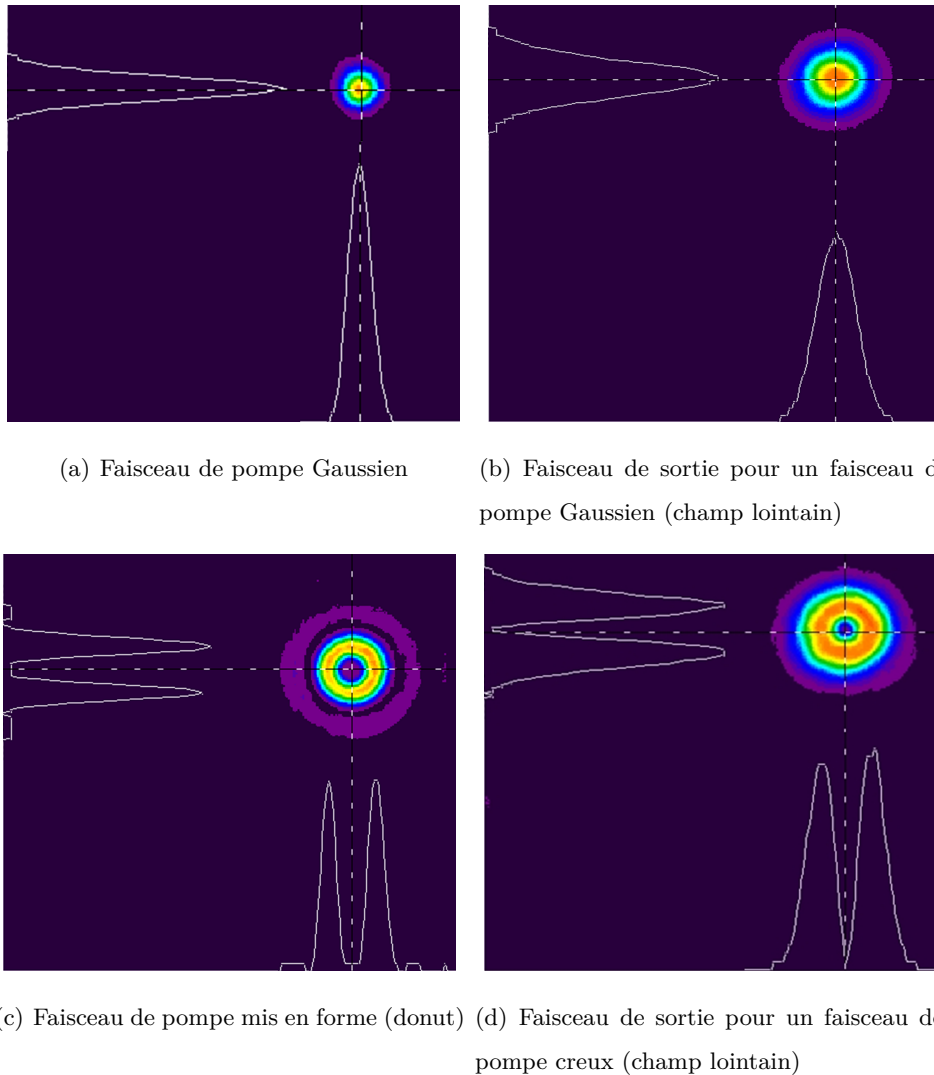 (a) Faisceau de pompe Gaussien
(b) Faisceau de sortie pour un faisceau d
pompe Gaussien (champ lointain)
c) Faisceau de pompe mis en forme (donut)
(d) Faisceau de sortie pour un faisceau de
pompe creux (champ lointain)